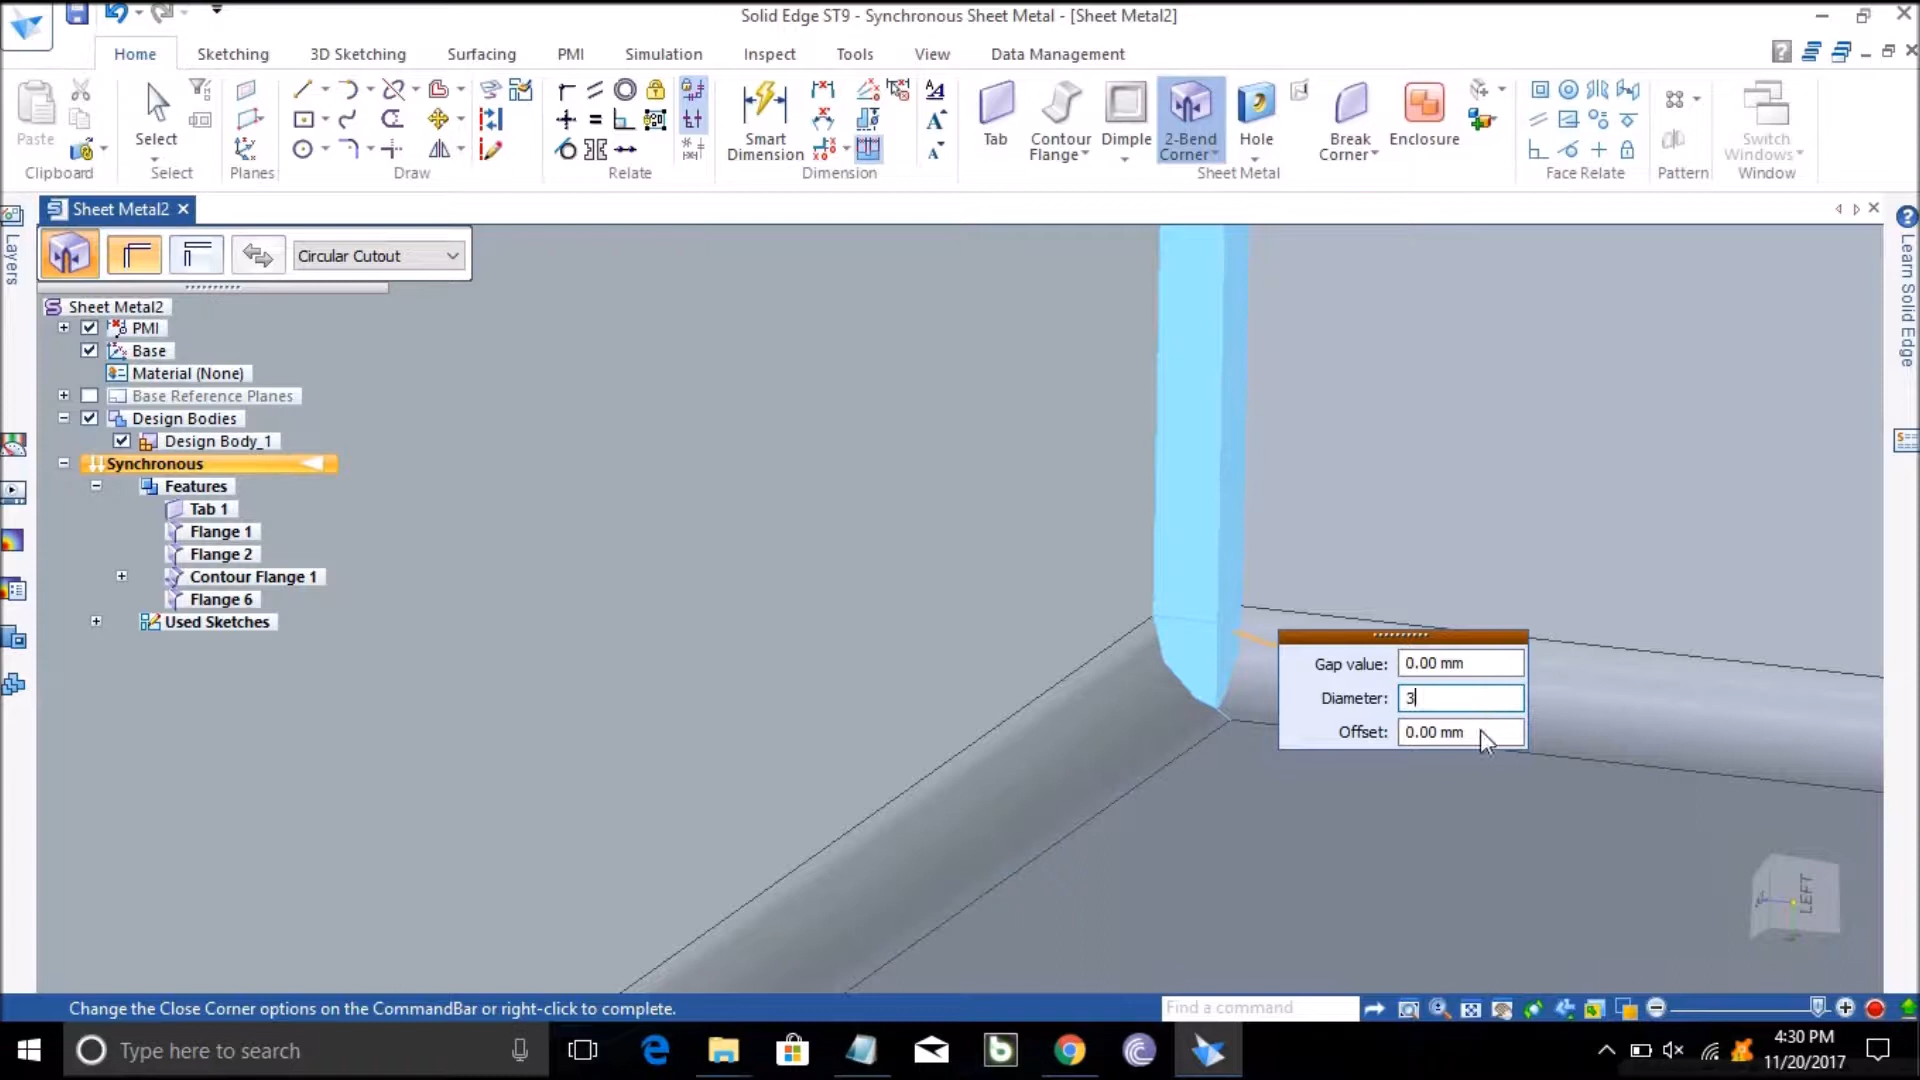 Solid Edge ST9 - Synchronous Sheet Metal - [Sheet Metal2]
Home
Sketching
3D Sketching
Surfacing
PMI
Simulation
Inspect
Tools
View
Data Management
Paste
Clipboard
Select
Select
Planes
Draw
Relate
Smart
Dimension
Dimension
Tab
Contour
Flange
Dimple
2-Bend
Corner
Hole
Break
Corner
Enclosure
Sheet Metal
Face Relate
Pattern
Switch
Windows
Window
Sheet Metal2
Layers
Learn Solid Edge
Circular Cutout
Sheet Metal2
PMI
Base
Material (None)
Base Reference Planes
Design Bodies
Design Body_1
Synchronous
Features
Tab 1
Flange 1
Flange 2
Contour Flange 1
Flange 6
Used Sketches
Gap value: 0.00 mm
Diameter: 3
Offset: 0.00 mm
LEFT
Change the Close Corner options on the CommandBar or right-click to complete.
Find a command
Type here to search
4:30 PM
11/20/2017